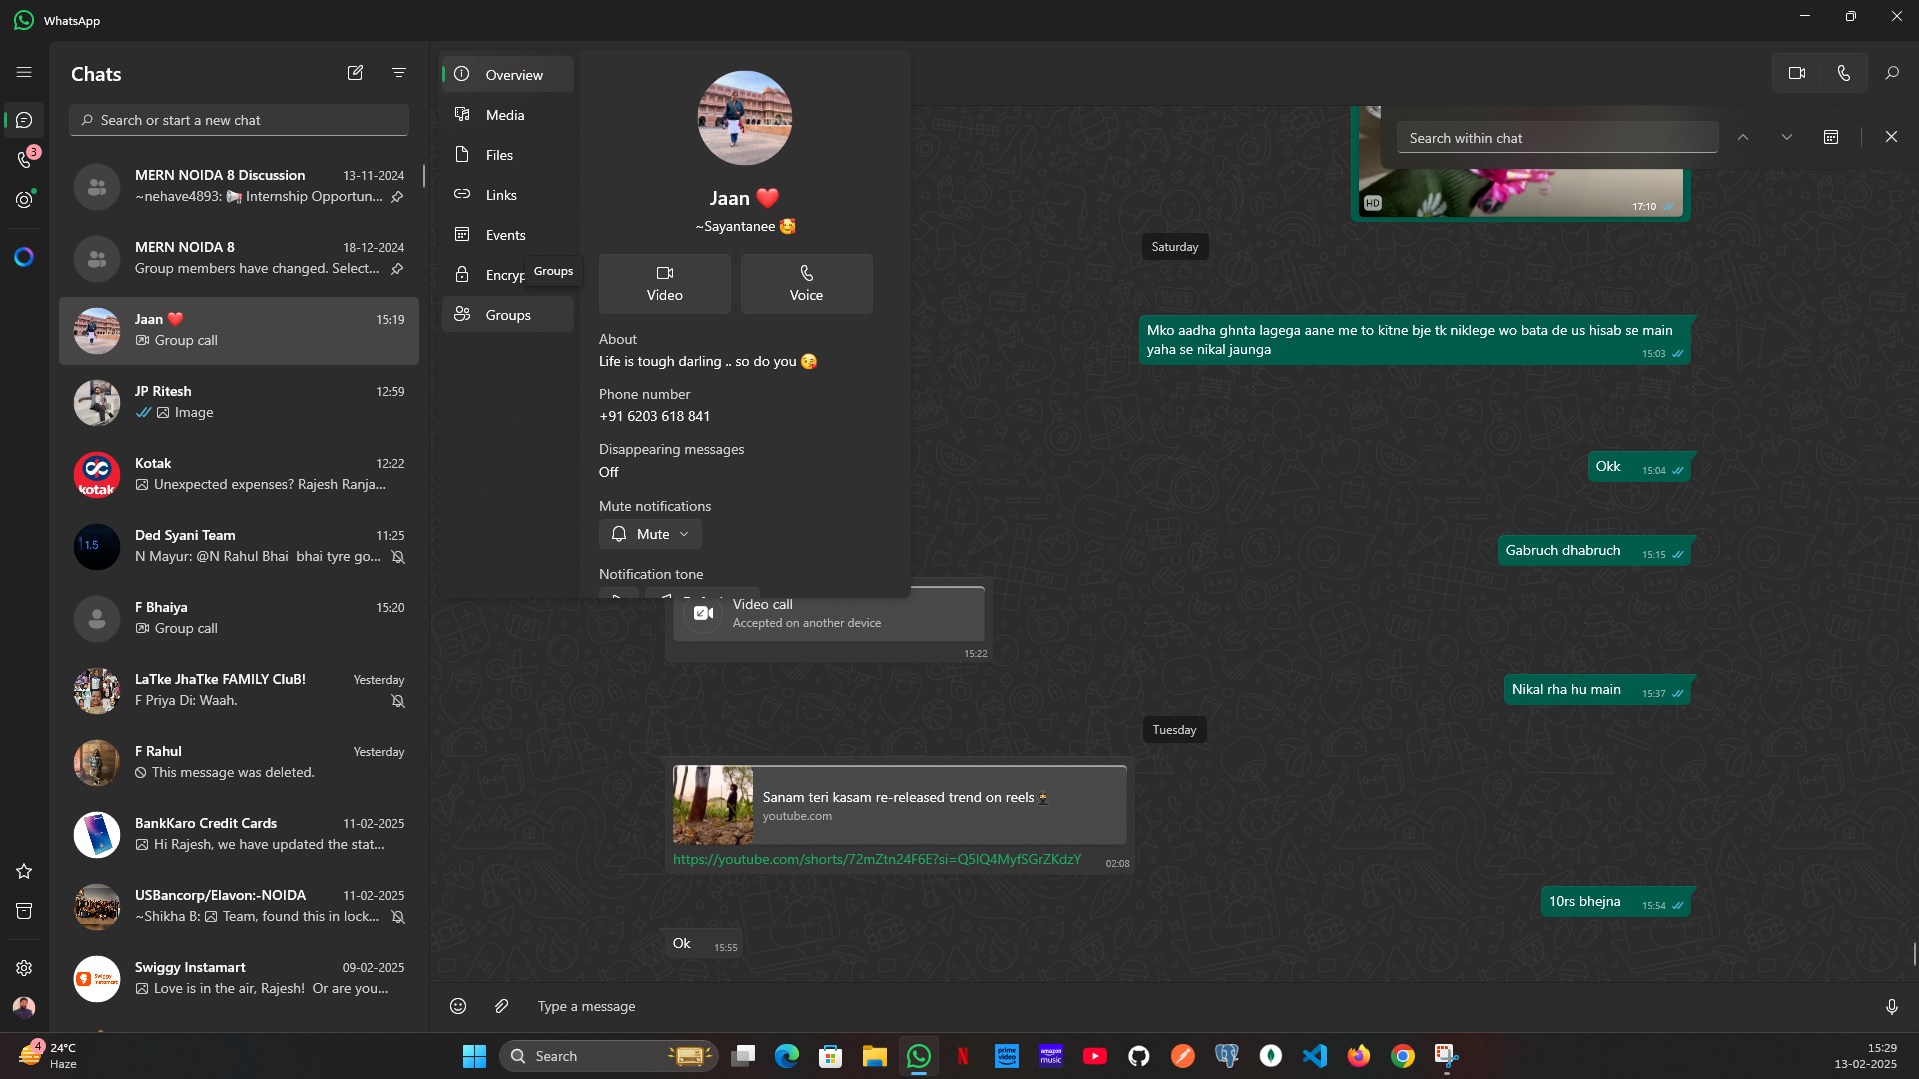 WhatsApp
Chats
Search or start a new chat
3
MERN NOIDA 8 Discussion 13-11-2024
~nehave4893: 📢 Internship Opportun...
MERN NOIDA 8 18-12-2024
Group members have changed. Select...
Jaan ❤️ 15:19
Group call
JP Ritesh 12:59
Image
kotak
Kotak 12:22
Unexpected expenses? Rajesh Ranja...
1.5
Ded Syani Team 11:25
N Mayur: @N Rahul Bhai bhai tyre go...
F Bhaiya 15:20
Group call
LaTke JhaTke FAMILY CluB! Yesterday
F Priya Di: Waah.
F Rahul Yesterday
This message was deleted.
BankKaro Credit Cards 11-02-2025
Hi Rajesh, we have updated the stat...
USBancorp/Elavon:-NOIDA 11-02-2025
~Shikha B: Team, found this in lock...
Swiggy Instamart
Swiggy Instamart 09-02-2025
Love is in the air, Rajesh! Or are you...
Overview
Media
Files
Links
Events
Encryp
Groups
Groups
Jaan ❤️
~Sayantanee 🥰
Video
Voice
About
Life is tough darling .. so do you 😘
Phone number
+91 6203 618 841
Disappearing messages
Off
Mute notifications
Mute
Notification tone
Search within chat
HD
17:10
Saturday
Mko aadha ghnta lagega aane me to kitne bje tk niklege wo bata de us hisab se main
yaha se nikal jaunga
15:03
Okk 15:04
Gabruch dhabruch 15:15
Video call
Accepted on another device
15:22
Nikal rha hu main 15:37
Tuesday
Sanam teri kasam re-released trend on reels🥷
youtube.com
https://youtube.com/shorts/72mZtn24F6E?si=Q5lQ4MyfSGrZKdzY 02:08
10rs bhejna 15:54
Ok 15:55
Type a message
4
24°C
Haze
Search
prime video
amazon music
15:29
13-02-2025